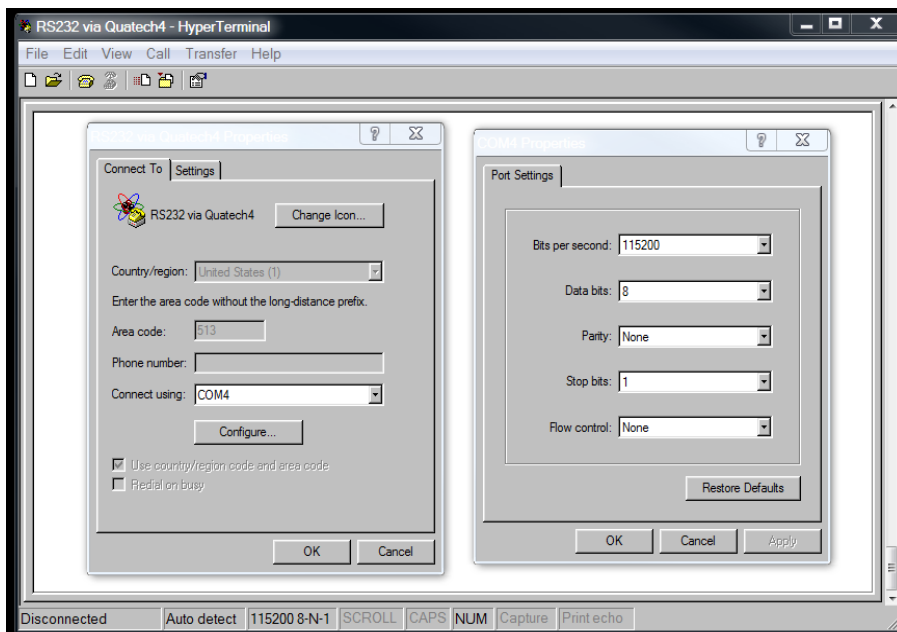 RS232 via Quatech4 - HyperTerminal
File Edit View Call Transfer Help
RS232 via Quatech4 Properties
Connect To Settings
RS232 via Quatech4 Change Icon...
Country/region: United States (1)
Enter the area code without the long-distance prefix.
Area code: 513
Phone number:
Connect using: COM4
Configure...
Use country/region code and area code
Redial on busy
OK Cancel
COM4 Properties
Port Settings
Bits per second: 115200
Data bits: 8
Parity: None
Stop bits: 1
Flow control: None
Restore Defaults
OK Cancel Apply
Disconnected Auto detect 115200 8-N-1 SCROLL CAPS NUM Capture Print echo